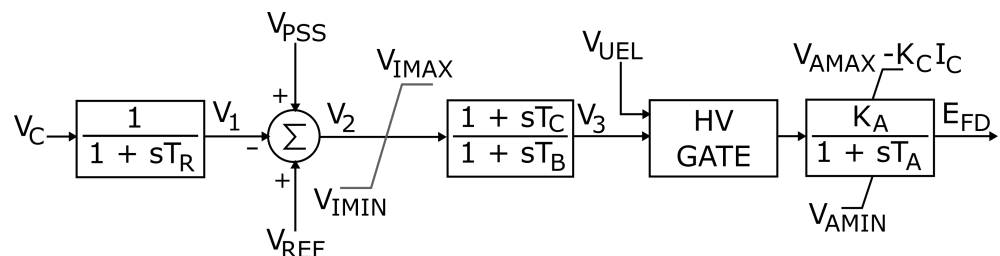 V_C
1
1 + sT_R
V_1
V_PSS
+
-
Σ
+
V_REF
V_2
V_IMAX
V_IMIN
1 + sT_C
1 + sT_B
V_3
V_UEL
HV
GATE
V_AMAX -K_C I_C
K_A
1 + sT_A
V_AMIN
E_FD